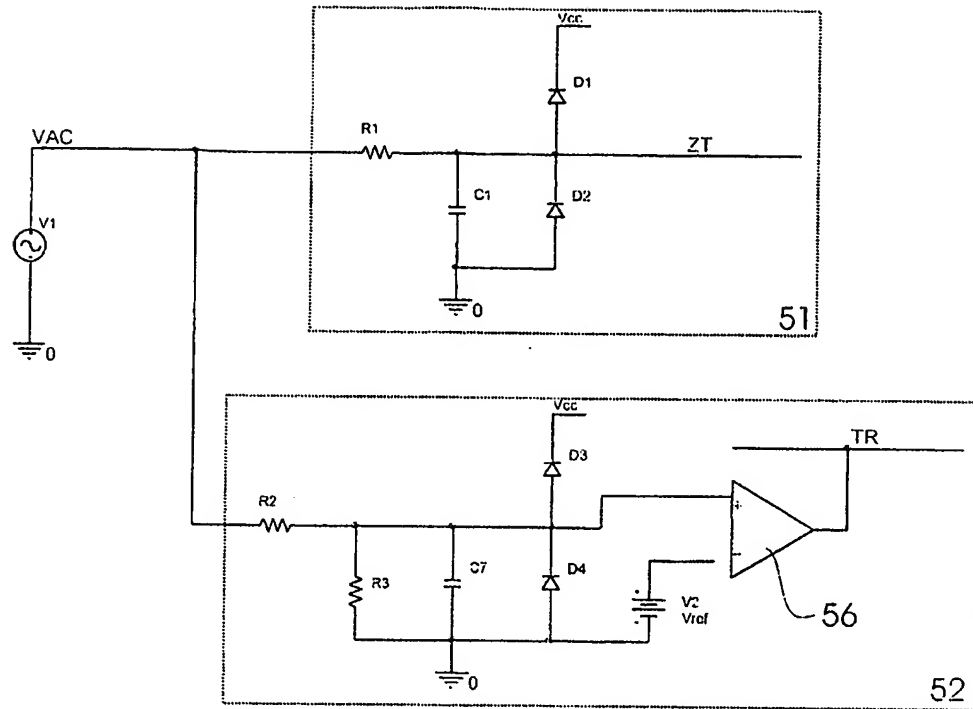 Vcc
D1
R1
VAC
ZT
C1
D2
V1
0
0
51
Vcc
TR
D3
R2
+
R3
C7
D4
-
V2
Vref
56
0
52